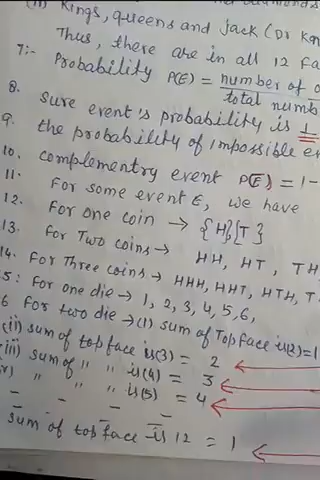 (ii) Kings, queens and jack (Or
Thus, there are in all 12 fa
7:- Probability P(E) = number of o
total numb
8. Sure event's probability is 1
9. the probability of impossible e
10. Complementry event P(E̅) = 1-
11. For some event E, we have
12. For one coin → {H}, [T}
13. For Two coins → HH, HT, TH
14. For Three coins → HHH, HHT, HTH, T
5: For one die → 1, 2, 3, 4, 5, 6,
6 For two die → (i) sum of Top face is(2) = 1
(ii) sum of top face is(3) = 2
(iii) sum of " " is(4) = 3
" " " is(5) = 4
sum of top face is 12 = 1